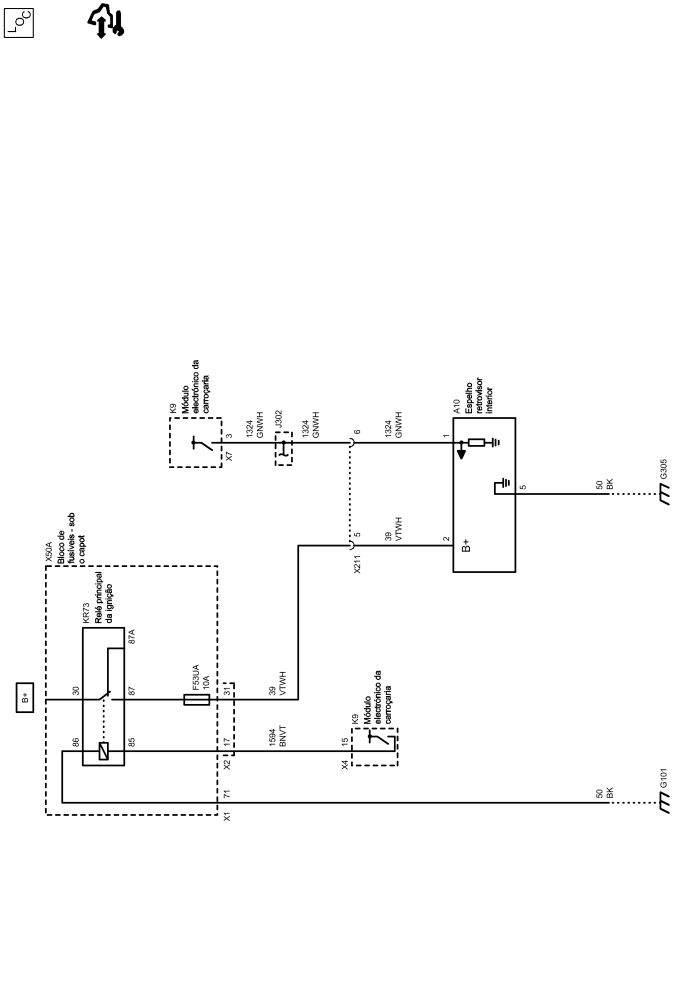 LOC
K9
Módulo
electrónico da
carroçaria
3
X7
1324
GNWH
J302
1324
GNWH
6
1324
GNWH
1
A10
Espelho
retrovisor
interior
5
50
BK
G305
X50A
Bloco de
fusíveis - sob
o capot
B+
KR73
Relé principal
da ignição
87A
30
87
F53UA
10A
31
39
VTWH
X211
5
39
VTWH
2
B+
86
85
X2
17
1594
BNVT
15
X4
K9
Módulo
electrónico da
carroçaria
71
X1
50
BK
G101